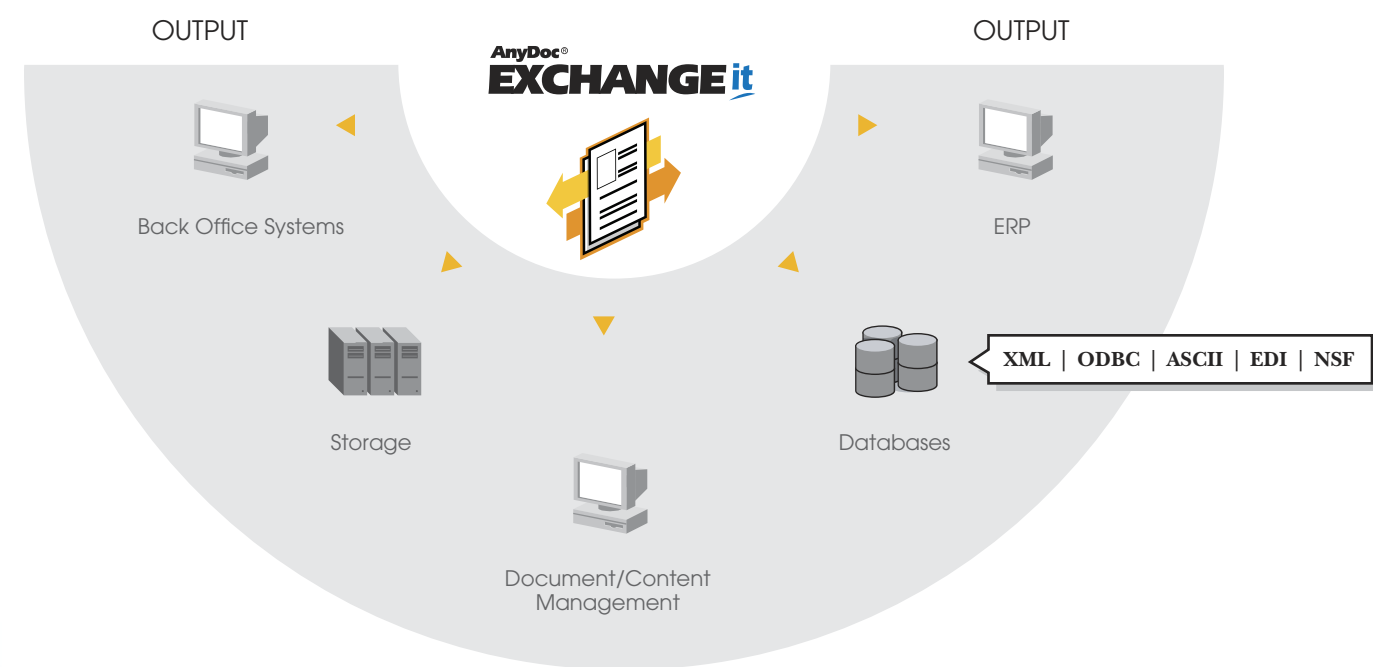 OUTPUT
OUTPUT
AnyDoc®
EXCHANGE it
Back Office Systems
ERP
XML | ODBC | ASCII | EDI | NSF
Storage
Databases
Document/Content
Management